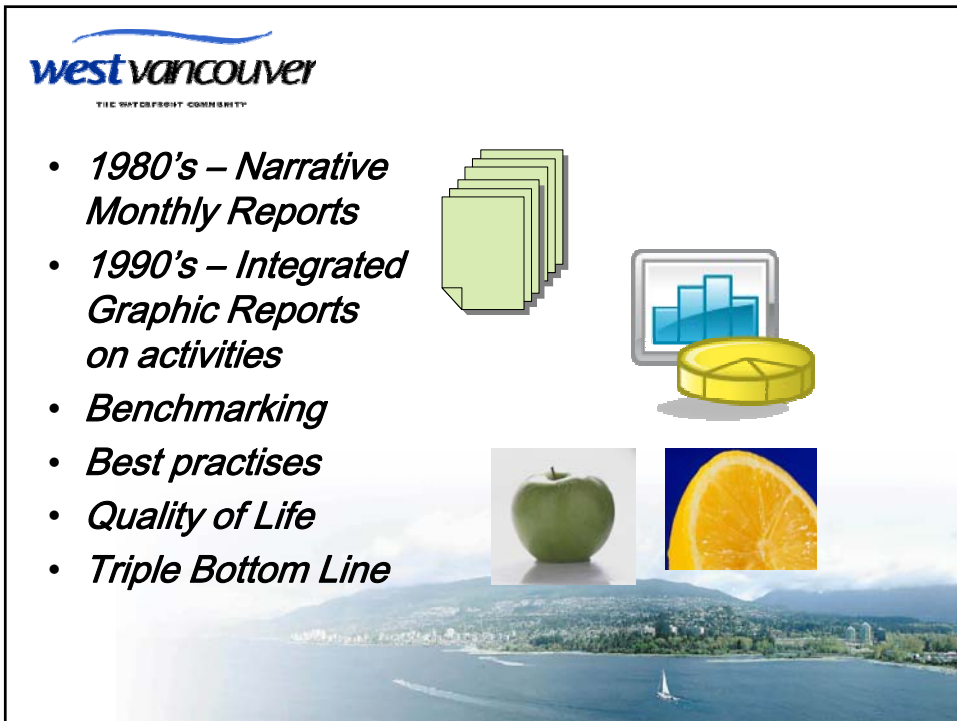 westvancouver
THE WATERFRONT COMMUNITY
• 1980’s – Narrative
Monthly Reports
• 1990’s – Integrated
Graphic Reports
on activities
• Benchmarking
• Best practises
• Quality of Life
• Triple Bottom Line